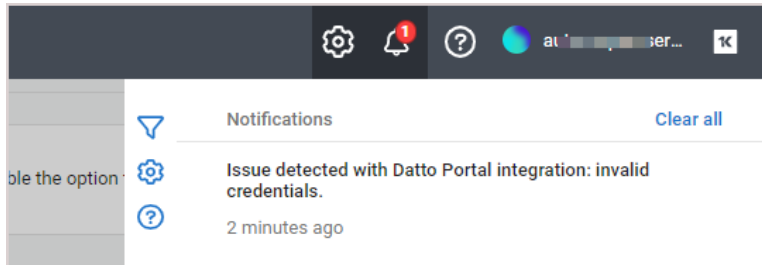 1
Notifications
Clear all
ble the option
Issue detected with Datto Portal integration: invalid
credentials.
2 minutes ago